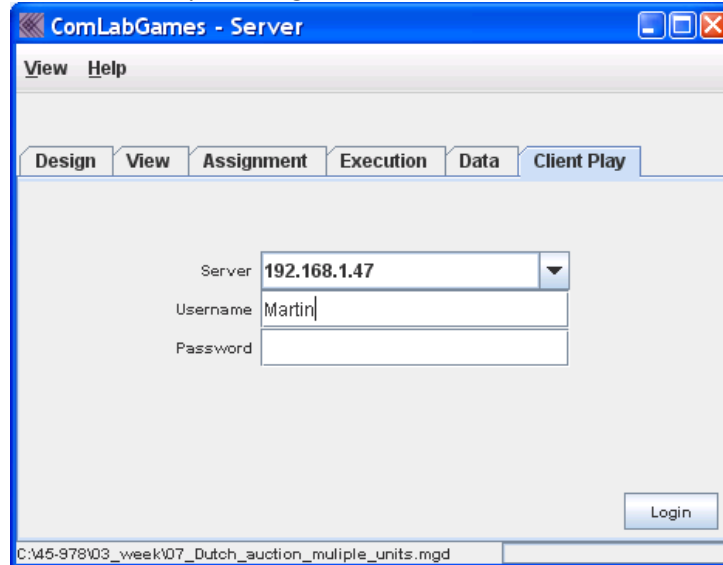 ComLabGames - Server
View Help
Design View Assignment Execution Data Client Play
Server 192.168.1.47
Username Martin
Password
Login
C:\45-978\03_week\07_Dutch_auction_muliple_units.mgd